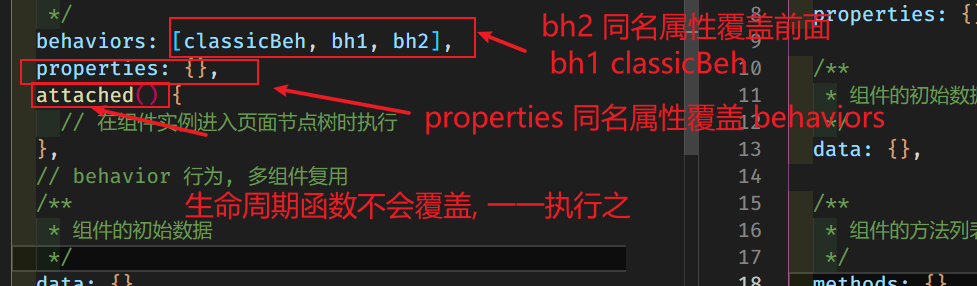 */
behaviors: [classicBeh, bh1, bh2],
properties: {},
attached() {
// 在组件实例进入页面节点树时执行
},
// behavior 行为, 多组件复用
/**
* 组件的初始数据
*/
data: {}
bh2 同名属性覆盖前面
bh1 classicBeh
properties 同名属性覆盖 behaviors
生命周期函数不会覆盖, 一一执行之
8 properties: {}
9
10 /**
11 * 组件的初始数据
12 */
13 data: {},
14
15 /**
16 * 组件的方法列表
17 */
18 methods: {}